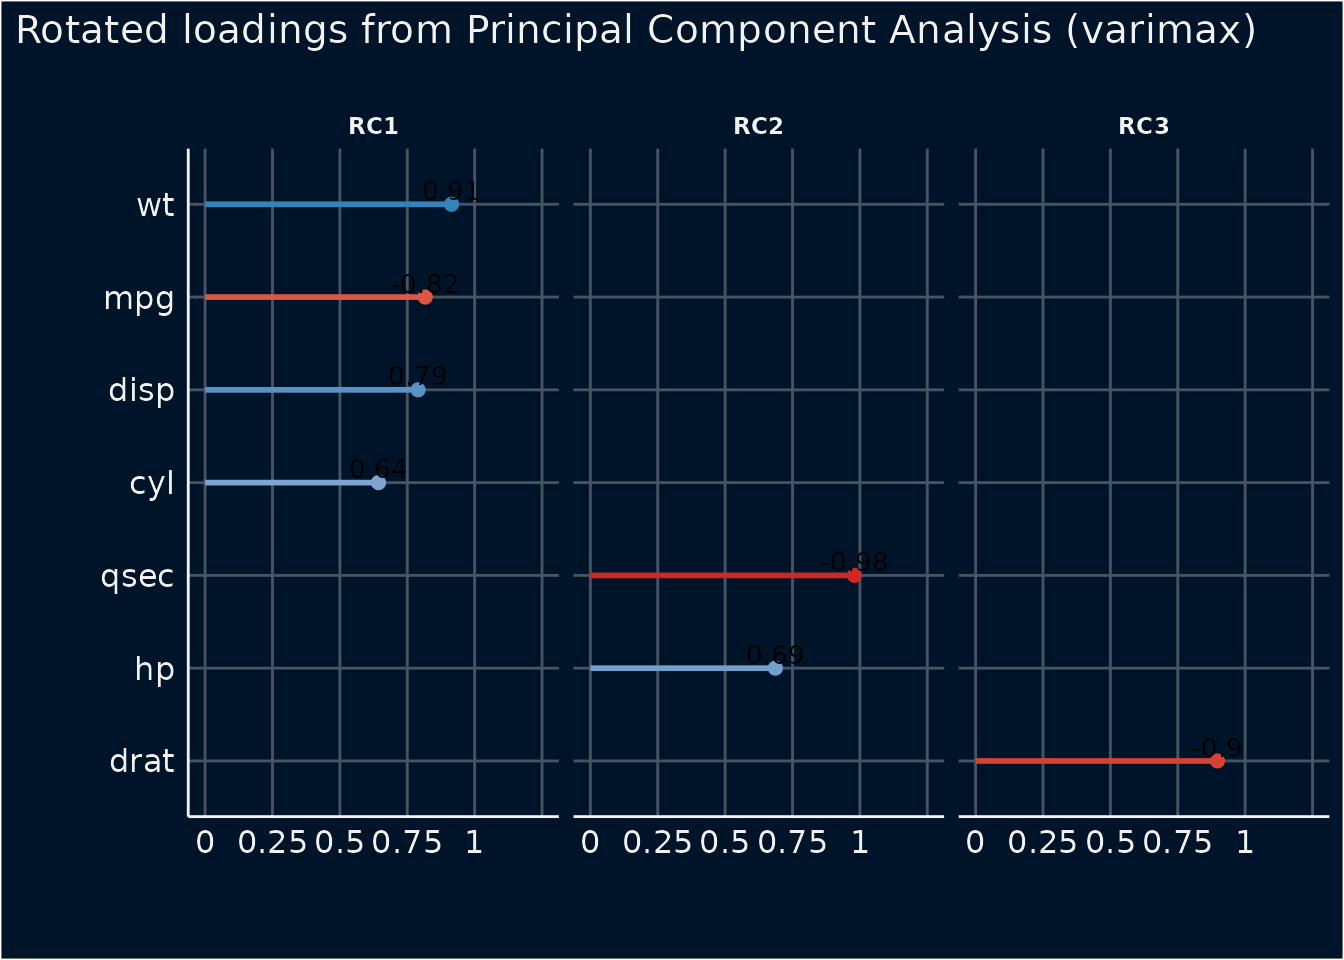 Rotated loadings from Principal Component Analysis (varimax)
RC1 RC2 RC3
wt 0.91
mpg -0.82
disp 0.79
cyl 0.64
qsec -0.98
hp 0.69
drat -0.9
0 0.25 0.5 0.75 1 0 0.25 0.5 0.75 1 0 0.25 0.5 0.75 1